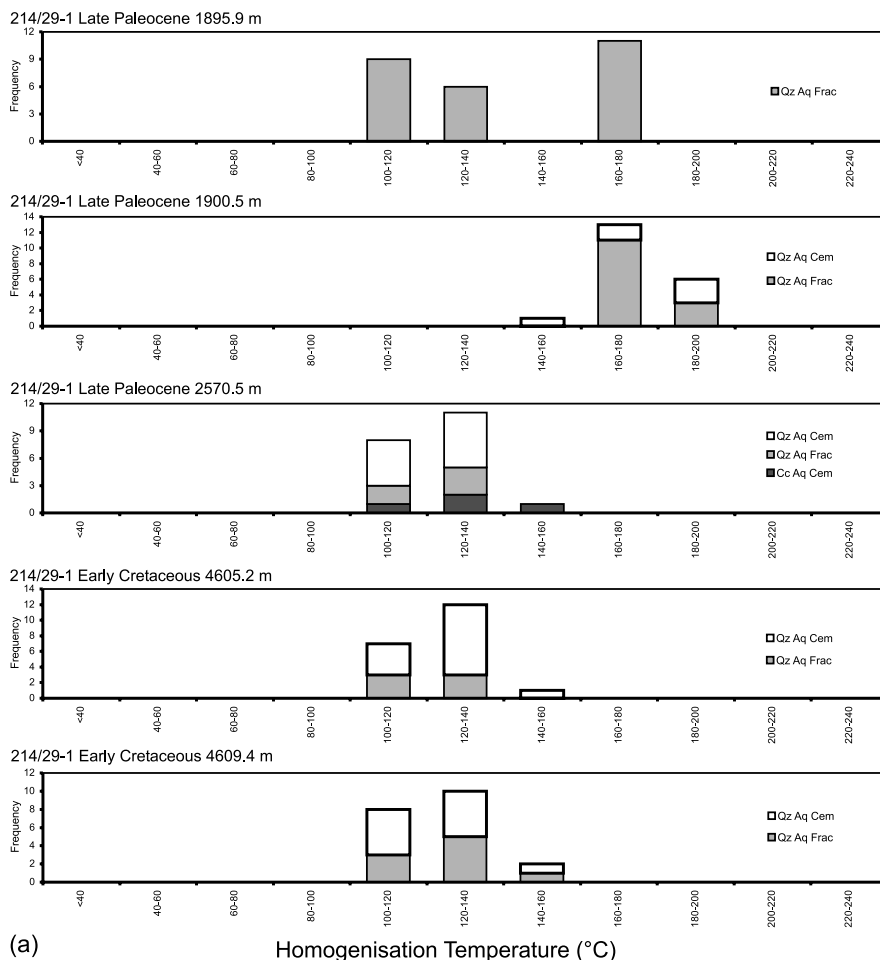 214/29-1 Late Paleocene 1895.9 m
Frequency
12
9
6
3
0
Qz Aq Frac
<40 40-60 60-80 80-100 100-120 120-140 140-160 160-180 180-200 200-220 220-240
214/29-1 Late Paleocene 1900.5 m
Frequency
14
12
10
8
6
4
2
0
Qz Aq Cem
Qz Aq Frac
<40 40-60 60-80 80-100 100-120 120-140 140-160 160-180 180-200 200-220 220-240
214/29-1 Late Paleocene 2570.5 m
Frequency
12
9
6
3
0
Qz Aq Cem
Qz Aq Frac
Cc Aq Cem
<40 40-60 60-80 80-100 100-120 120-140 140-160 160-180 180-200 200-220 220-240
214/29-1 Early Cretaceous 4605.2 m
Frequency
14
12
10
8
6
4
2
0
Qz Aq Cem
Qz Aq Frac
<40 40-60 60-80 80-100 100-120 120-140 140-160 160-180 180-200 200-220 220-240
214/29-1 Early Cretaceous 4609.4 m
Frequency
12
10
8
6
4
2
0
Qz Aq Cem
Qz Aq Frac
<40 40-60 60-80 80-100 100-120 120-140 140-160 160-180 180-200 200-220 220-240
(a) Homogenisation Temperature (°C)